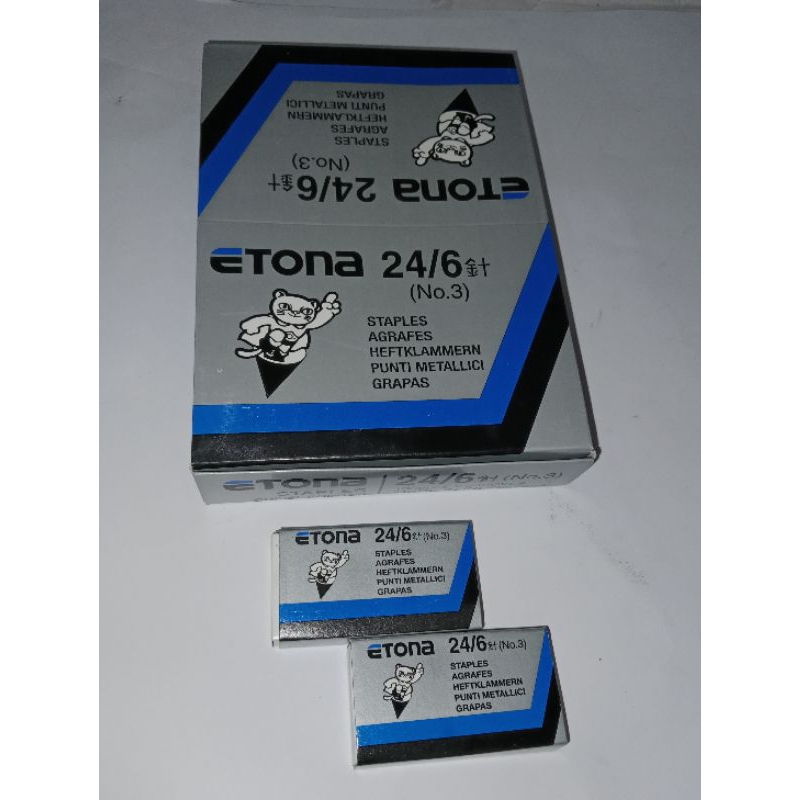 GRAPAS
PUNTI METALLICI
HEFTKLAMMERN
AGRAFES
STAPLES
(No.3)
ETONA 24/6針
ETONA 24/6針
(No.3)
STAPLES
AGRAFES
HEFTKLAMMERN
PUNTI METALLICI
GRAPAS
ETONA 24/6針(No.3)
STAPLES
ETONA 24/6針(No.3)
STAPLES
AGRAFES
HEFTKLAMMERN
PUNTI METALLICI
GRAPAS
ETONA 24/6針(No.3)
STAPLES
AGRAFES
HEFTKLAMMERN
PUNTI METALLICI
GRAPAS